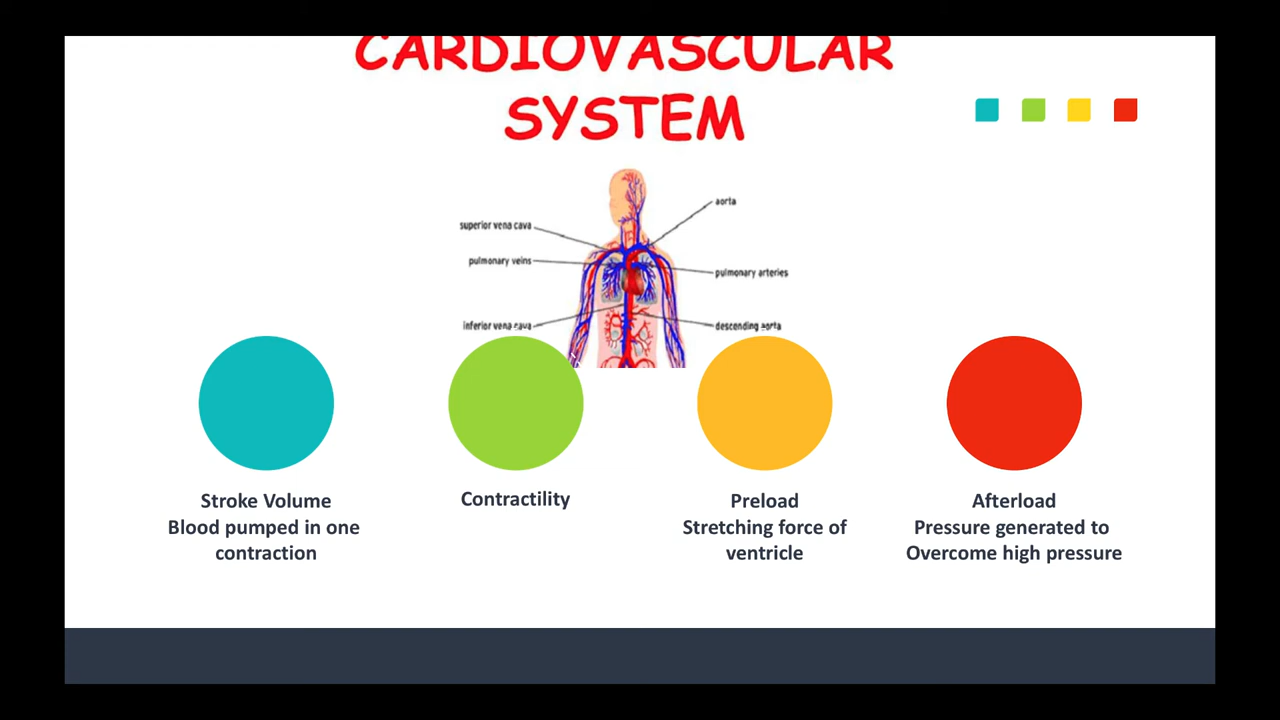 CARDIOVASCULAR
SYSTEM
aorta
superior vena cava
pulmonary veins
pulmonary arteries
inferior vena cava
descending aorta
Stroke Volume
Blood pumped in one
contraction
Contractility
Preload
Stretching force of
ventricle
Afterload
Pressure generated to
Overcome high pressure